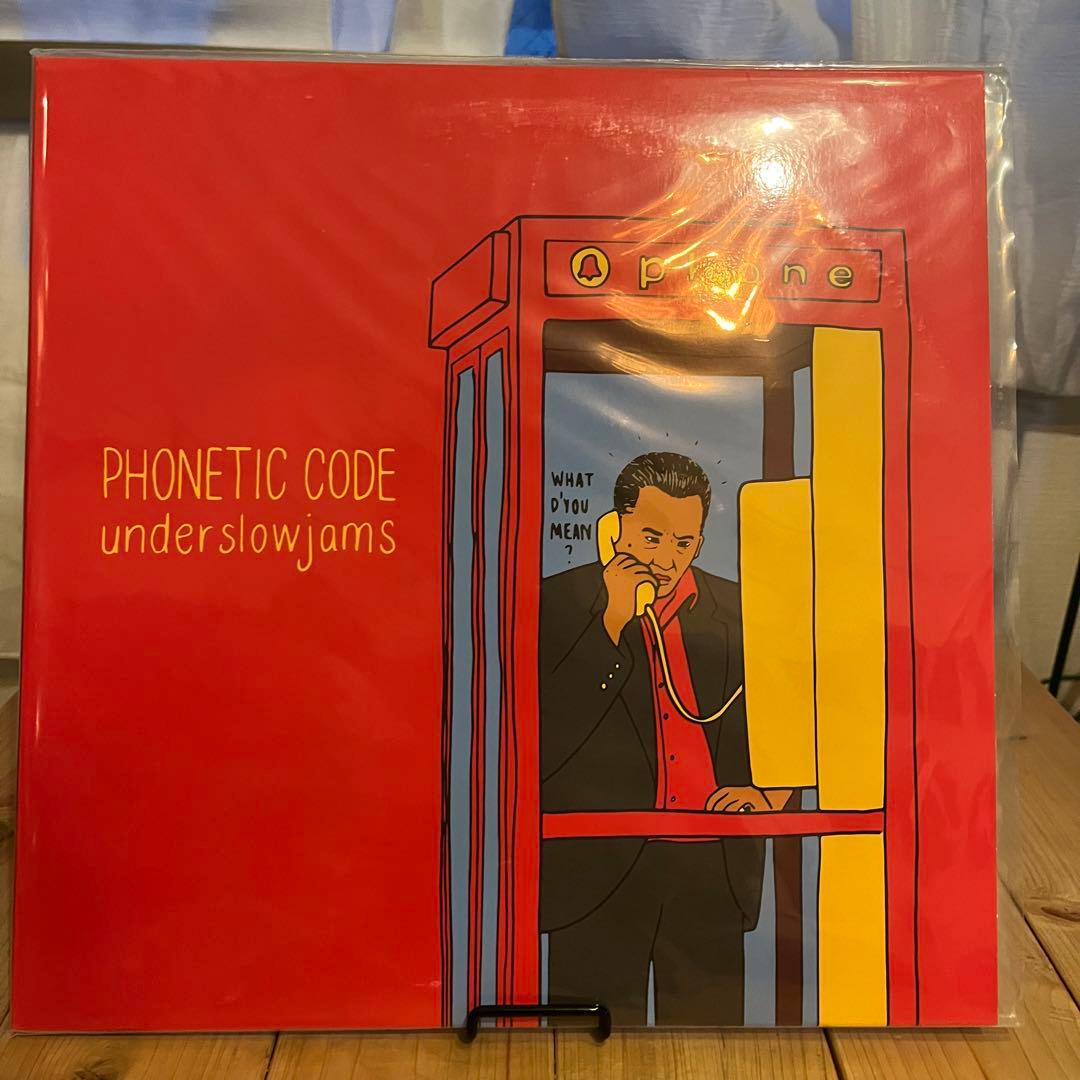 phone
PHONETIC CODE
underslowjams
WHAT
D'YOU
MEAN
?